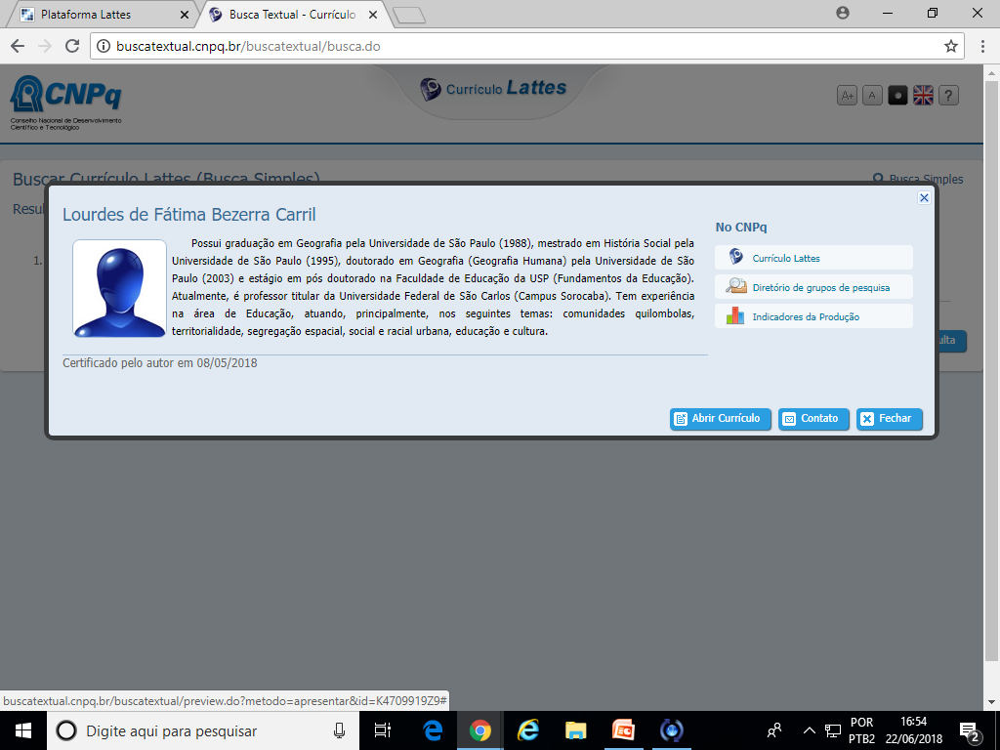 Plataforma Lattes
Busca Textual - Currículo
buscatextual.cnpq.br/buscatextual/busca.do
CNPq
Conselho Nacional de Desenvolvimento
Científico e Tecnológico
Currículo Lattes
A+ A ?
Buscar Currículo Lattes (Busca Simples)
Busca Simples
Resul
1.
ulta
Lourdes de Fátima Bezerra Carril
Possui graduação em Geografia pela Universidade de São Paulo (1988), mestrado em História Social pela
Universidade de São Paulo (1995), doutorado em Geografia (Geografia Humana) pela Universidade de São
Paulo (2003) e estágio em pós doutorado na Faculdade de Educação da USP (Fundamentos da Educação).
Atualmente, é professor titular da Universidade Federal de São Carlos (Campus Sorocaba). Tem experiência
na área de Educação, atuando, principalmente, nos seguintes temas: comunidades quilombolas,
territorialidade, segregação espacial, social e racial urbana, educação e cultura.
Certificado pelo autor em 08/05/2018
No CNPq
Currículo Lattes
Diretório de grupos de pesquisa
Indicadores da Produção
Abrir Currículo
Contato
Fechar
buscatextual.cnpq.br/buscatextual/preview.do?metodo=apresentar&id=K4709919Z9#
Digite aqui para pesquisar
POR
PTB2
16:54
22/06/2018
2